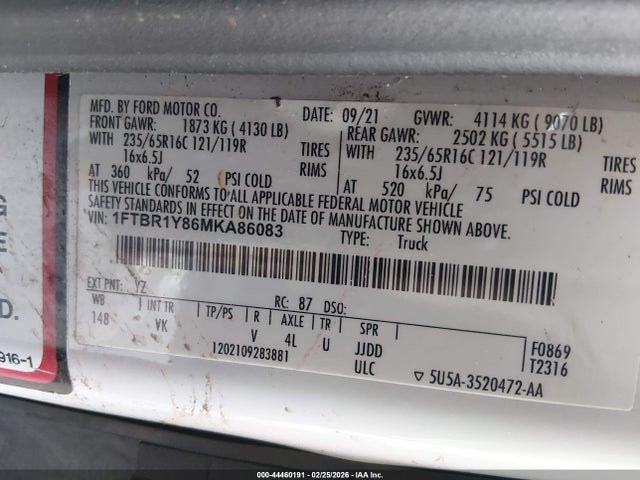 MFD. BY FORD MOTOR CO.
DATE: 09/21
GVWR: 4114 KG ( 9070 LB)
FRONT GAWR: 1873 KG ( 4130 LB)
REAR GAWR: 2502 KG ( 5515 LB)
WITH 235/65R16C 121/119R TIRES
WITH 235/65R16C 121/119R TIRES
16x6.5J RIMS
16x6.5J RIMS
AT 360 kPa/ 52 PSI COLD
AT 520 kPa/ 75 PSI COLD
THIS VEHICLE CONFORMS TO ALL APPLICABLE FEDERAL MOTOR VEHICLE
SAFETY STANDARDS IN EFFECT ON THE DATE OF MANUFACTURE SHOWN ABOVE.
VIN: 1FTBR1Y86MKA86083
TYPE: Truck
EXT PNT: YZ
RC: 87 DSO:
WB INT TR TP/PS R AXLE TR SPR
148 VK V 4L U JJDD
1202109283881
ULC
F0869
T2316
5U5A-3520472-AA
G
E
D.
916-1
000-44460191 - 02/25/2026 - IAA Inc.